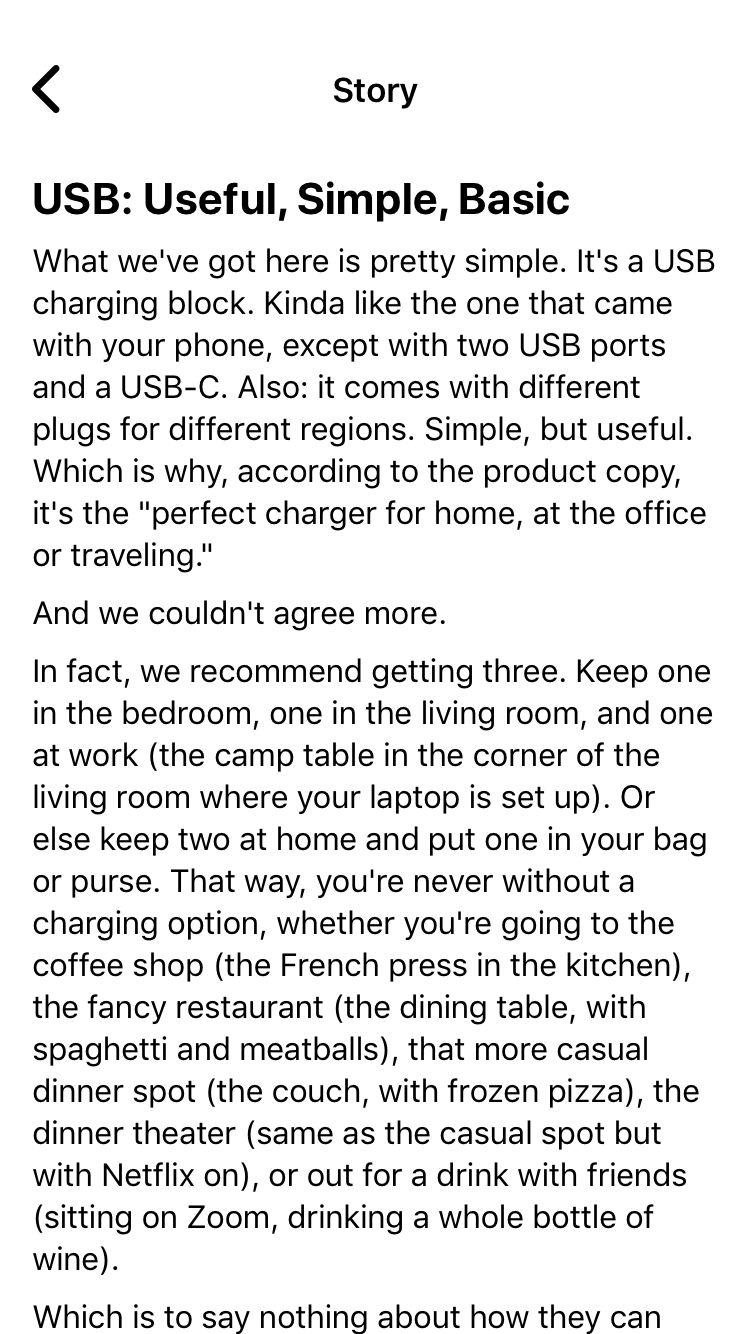 Story
USB: Useful, Simple, Basic
What we've got here is pretty simple. It's a USB
charging block. Kinda like the one that came
with your phone, except with two USB ports
and a USB-C. Also: it comes with different
plugs for different regions. Simple, but useful.
Which is why, according to the product copy,
it's the "perfect charger for home, at the office
or traveling."
And we couldn't agree more.
In fact, we recommend getting three. Keep one
in the bedroom, one in the living room, and one
at work (the camp table in the corner of the
living room where your laptop is set up). Or
else keep two at home and put one in your bag
or purse. That way, you're never without a
charging option, whether you're going to the
coffee shop (the French press in the kitchen),
the fancy restaurant (the dining table, with
spaghetti and meatballs), that more casual
dinner spot (the couch, with frozen pizza), the
dinner theater (same as the casual spot but
with Netflix on), or out for a drink with friends
(sitting on Zoom, drinking a whole bottle of
wine).
Which is to say nothing about how they can